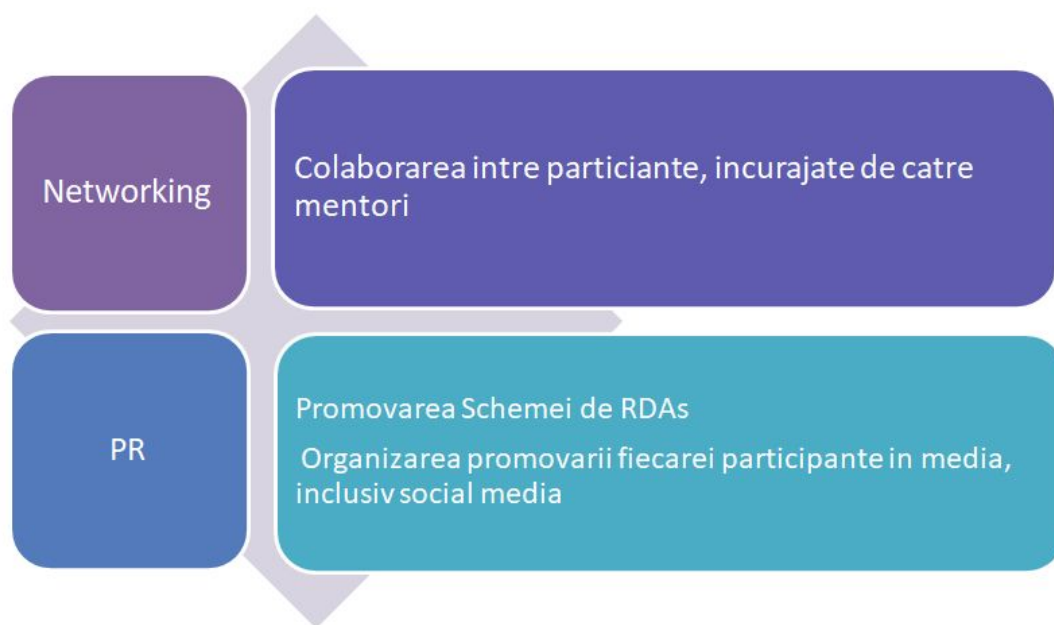 Networking
Colaborarea intre particiante, incurajate de catre
mentori
PR
Promovarea Schemei de RDAs
Organizarea promovarii fiecarei participante in media,
inclusiv social media